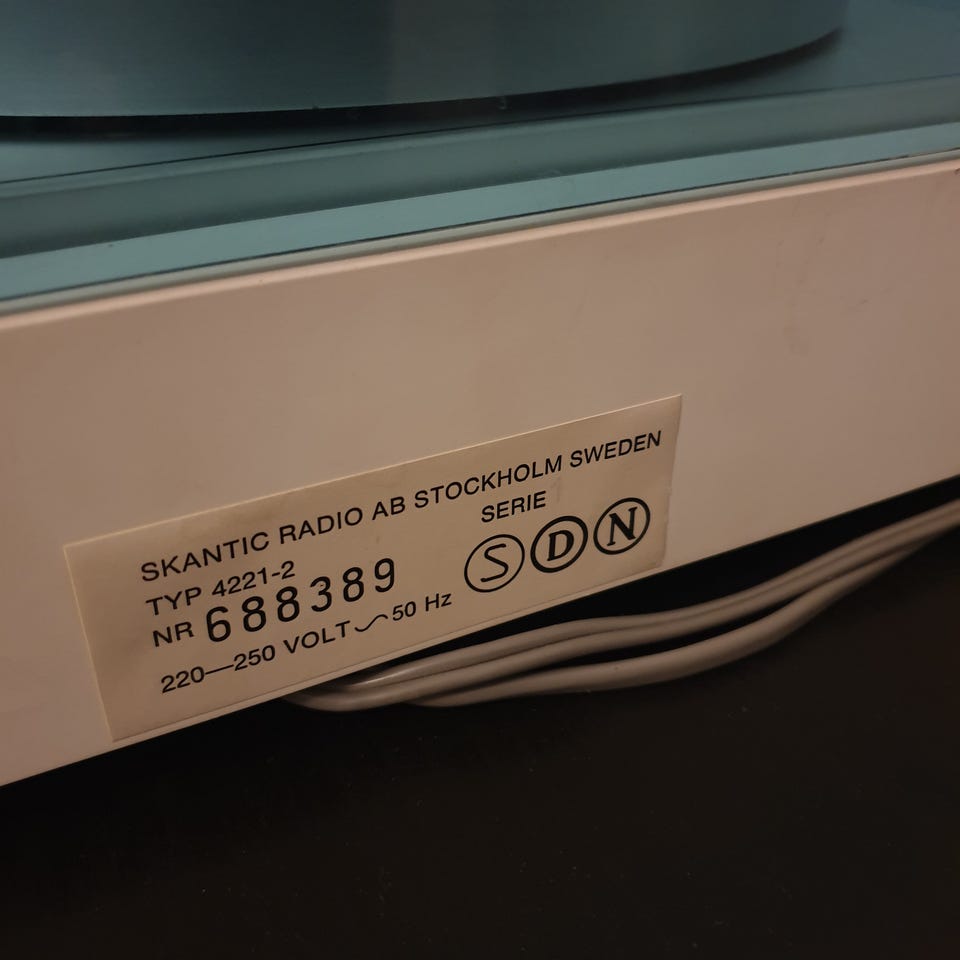 SKANTIC RADIO AB STOCKHOLM SWEDEN
TYP 4221-2 SERIE
NR 688389 S D N
220—250 VOLT ~ 50 Hz